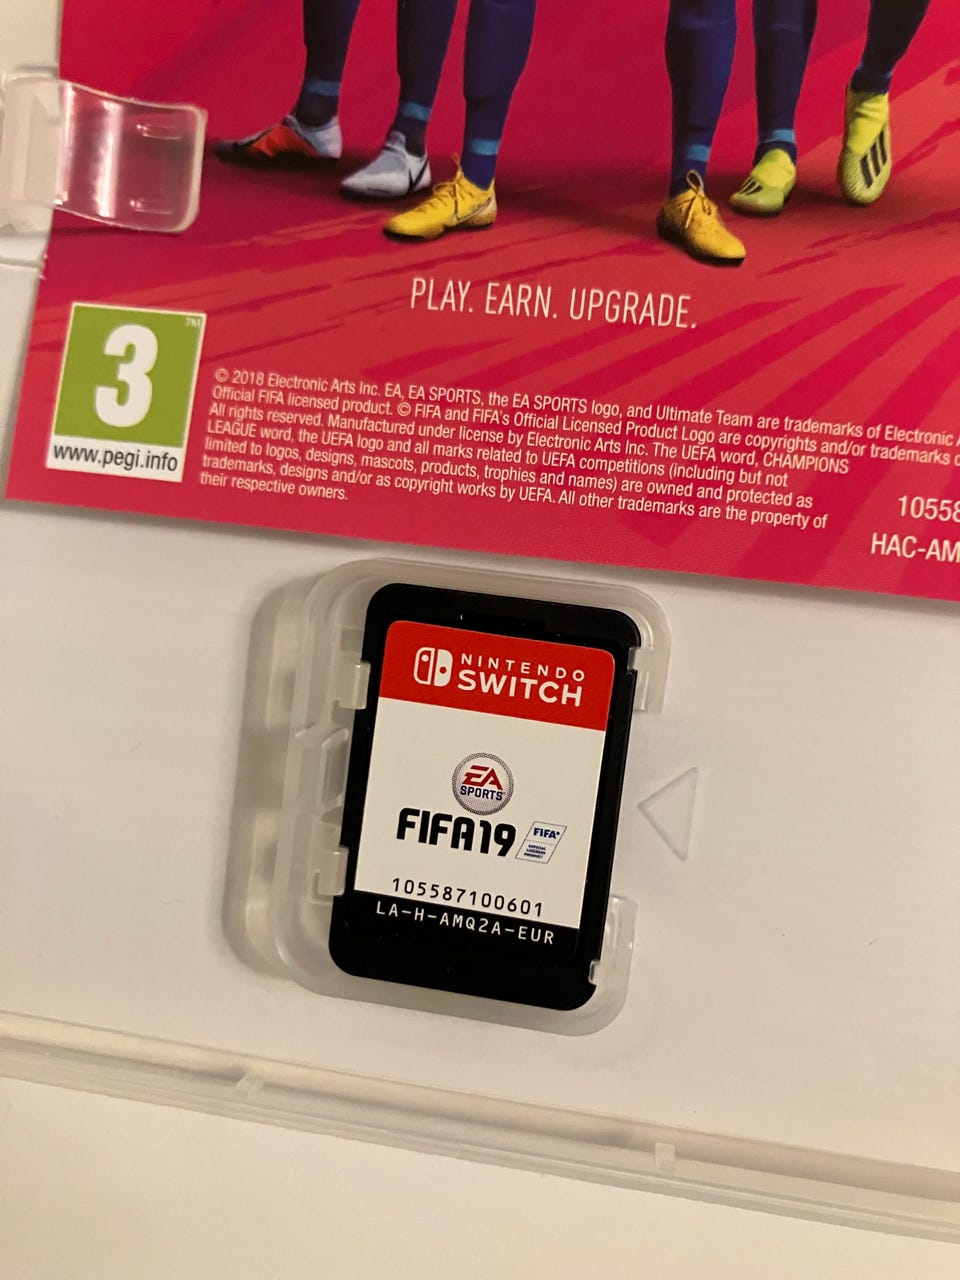 PLAY. EARN. UPGRADE.
3
TM
www.pegi.info
© 2018 Electronic Arts Inc. EA, EA SPORTS, the EA SPORTS logo, and Ultimate Team are trademarks of Electronic A
Official FIFA licensed product. © FIFA and FIFA's Official Licensed Product Logo are copyrights and/or trademarks o
All rights reserved. Manufactured under license by Electronic Arts Inc. The UEFA word, CHAMPIONS
LEAGUE word, the UEFA logo and all marks related to UEFA competitions (including but not
limited to logos, designs, mascots, products, trophies and names) are owned and protected as
trademarks, designs and/or as copyright works by UEFA. All other trademarks are the property of
their respective owners.
10558
HAC-AM
NINTENDO
SWITCH
EA
SPORTS
FIFA19
FIFA
OFFICIAL
LICENSED
PRODUCT
105587100601
LA-H-AMQ2A-EUR